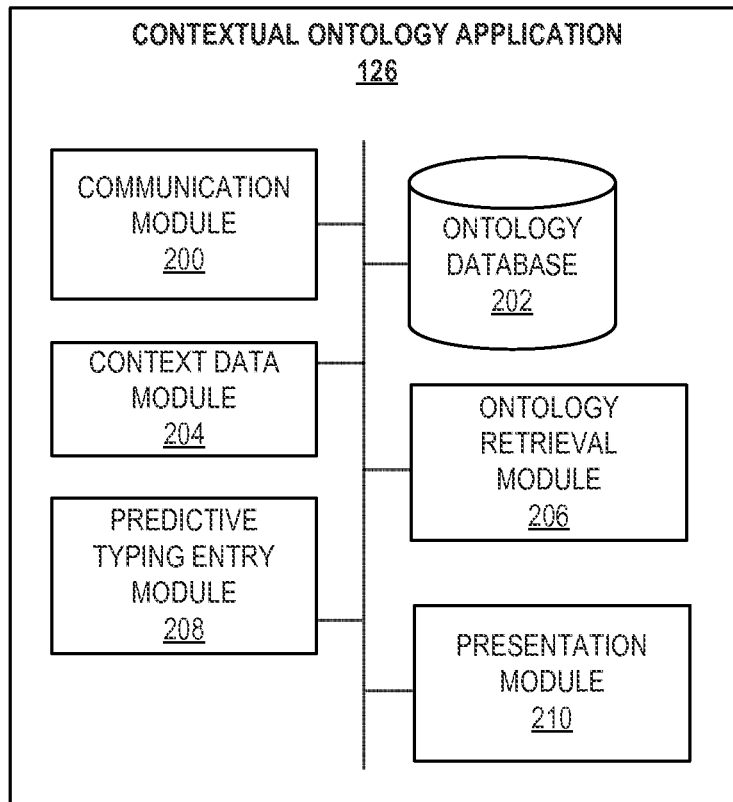 CONTEXTUAL ONTOLOGY APPLICATION
126
COMMUNICATION
MODULE
200
ONTOLOGY
DATABASE
202
CONTEXT DATA
MODULE
204
ONTOLOGY
RETRIEVAL
MODULE
206
PREDICTIVE
TYPING ENTRY
MODULE
208
PRESENTATION
MODULE
210